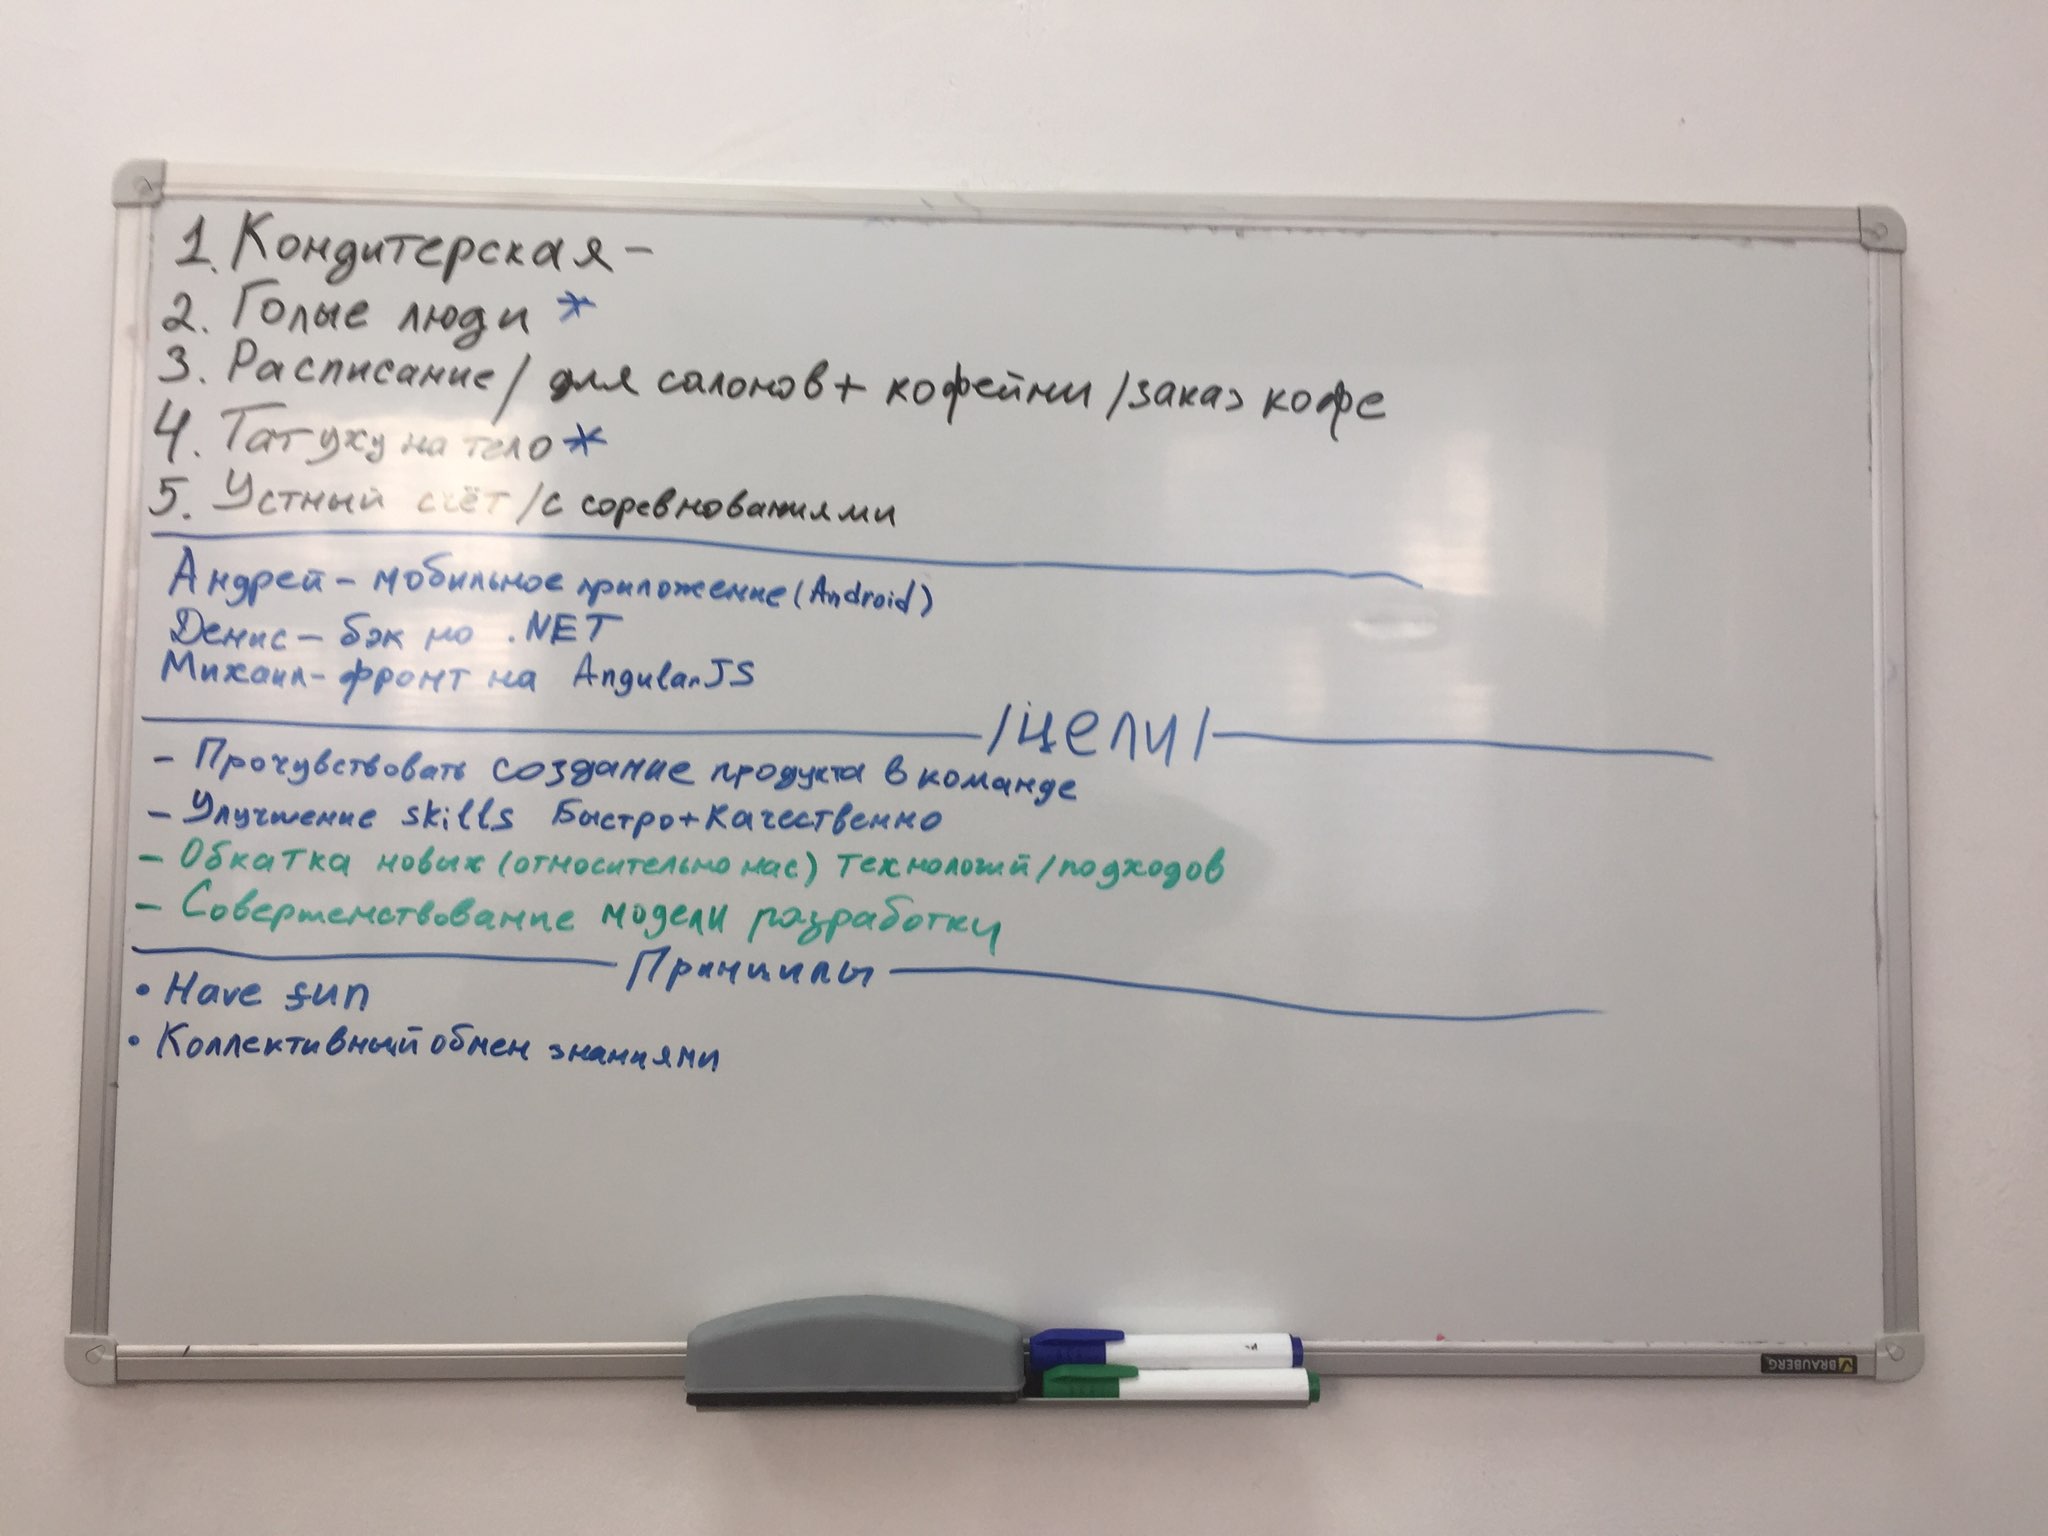 1. Кондитерская -
2. Голые люди *
3. Расписание / для салонов + кофейни / заказ кофе
4. Татуху на тело *
5. Устный счёт / с соревнованиями
Андрей - мобильное приложение (Android)
Денис - бэк но .NET
Михаил - фронт на AngularJS
/цели/
- Прочувствовать создание продукта в команде
- Улучшение skills Быстро + Качественно
- Обкатка новых (относительно нас) технологий / подходов
- Совершенствование модели разработки
Принципы
• Have fun
• Коллективный обмен знаниями
BRAUBERG